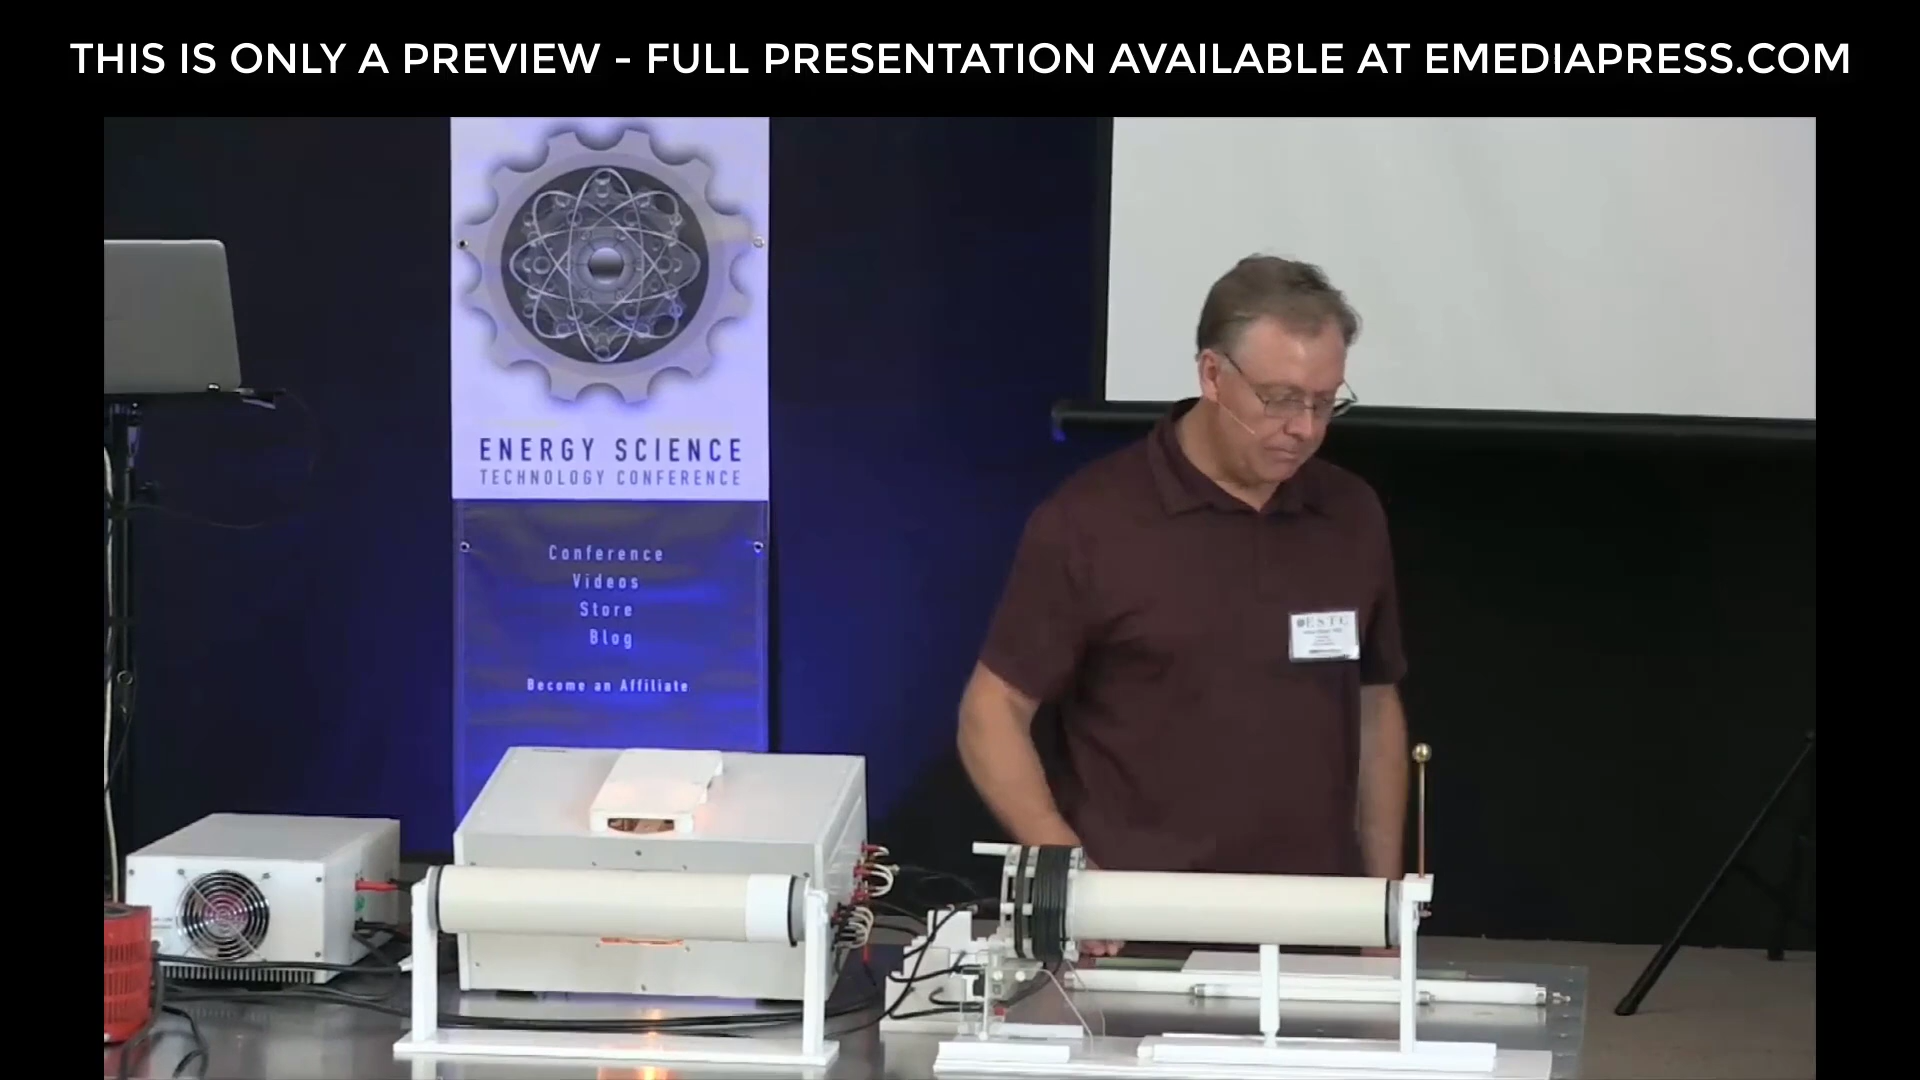 THIS IS ONLY A PREVIEW - FULL PRESENTATION AVAILABLE AT EMEDIAPRESS.COM
ENERGY SCIENCE
TECHNOLOGY CONFERENCE
Conference
Videos
Store
Blog
Become an Affiliate
ESTC